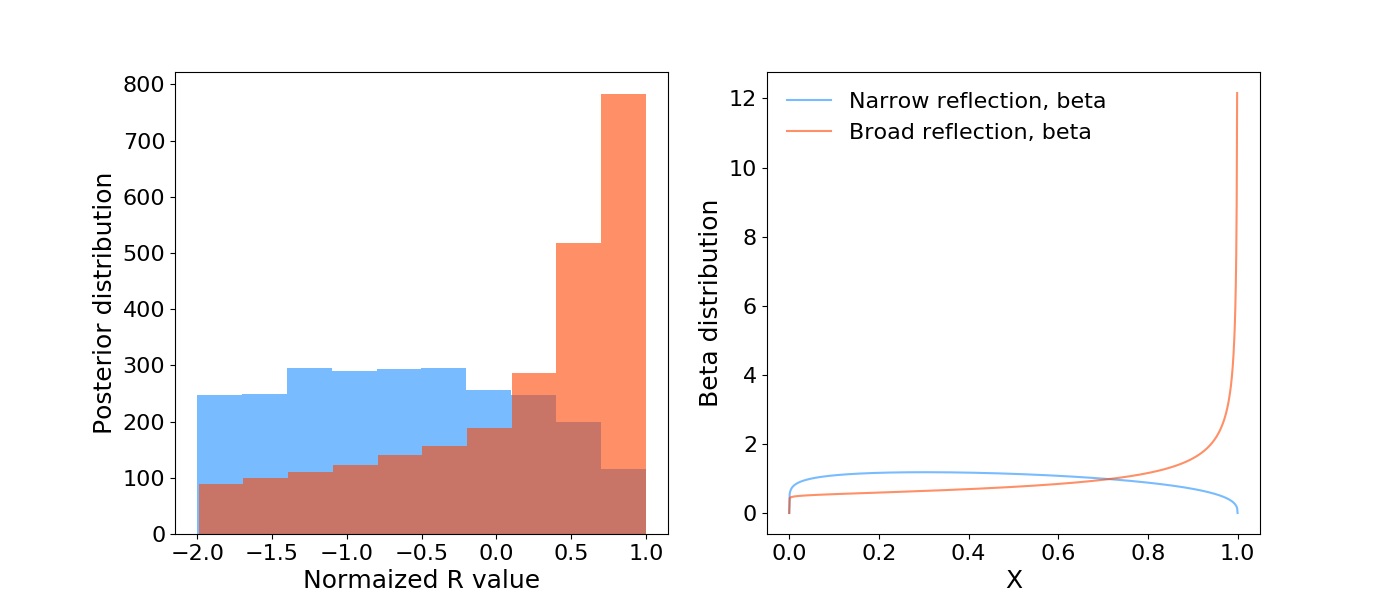 800
700
600
500
400
300
200
100
0
Posterior distribution
−2.0 −1.5 −1.0 −0.5 0.0 0.5 1.0
Normaized R value
12
10
8
6
4
2
0
Beta distribution
Narrow reflection, beta
Broad reflection, beta
0.0 0.2 0.4 0.6 0.8 1.0
X